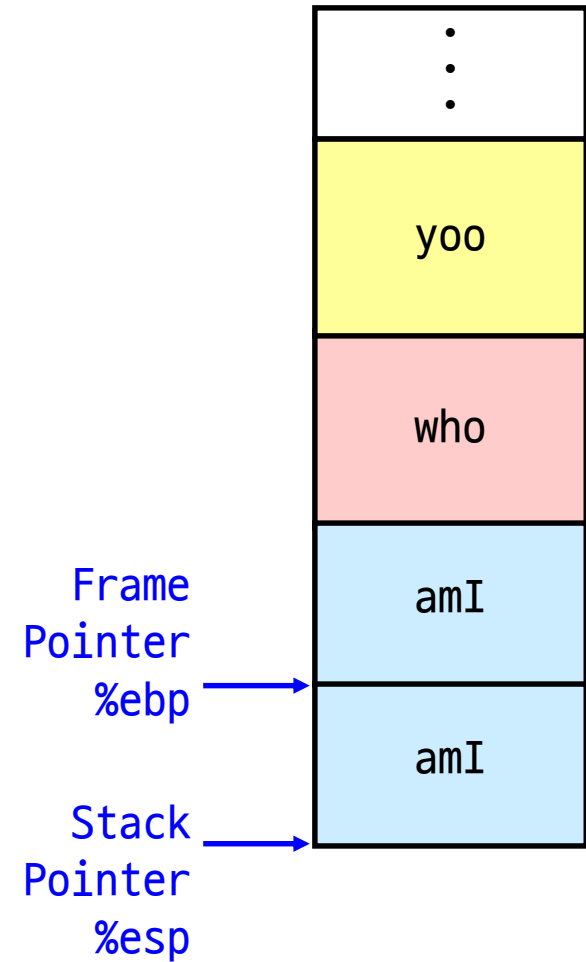 yoo
who
amI
Frame
Pointer
%ebp
amI
Stack
Pointer
%esp